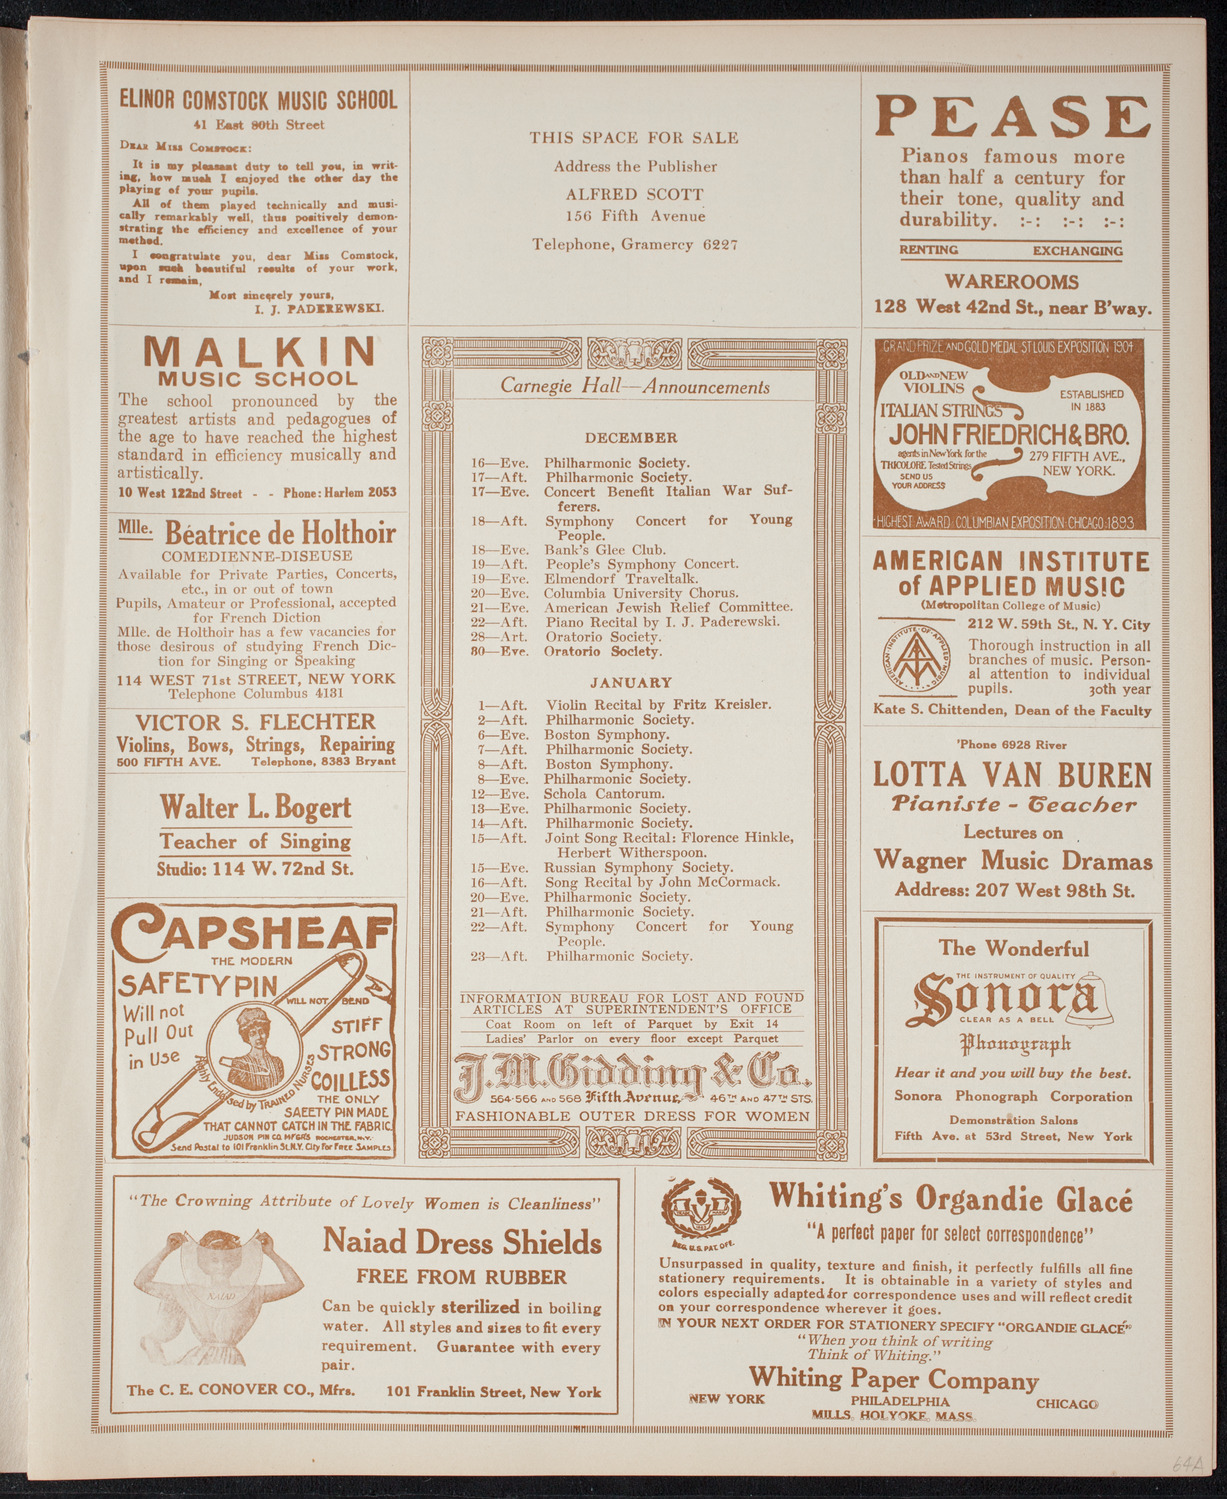 ELINOR COMSTOCK MUSIC SCHOOL
41 East 80th Street
DEAR MISS COMSTOCK:
It is my pleasant duty to tell you, in writ-
ing, how much I enjoyed the other day the
playing of your pupils.
All of them played technically and musi-
cally remarkably well, thus positively demon-
strating the efficiency and excellence of your
method.
I congratulate you, dear Miss Comstock,
upon such beautiful results of your work,
and I remain,
Most sincerely yours,
I. J. PADEREWSKI.
MALKIN
MUSIC SCHOOL
The school pronounced by the
greatest artists and pedagogues of
the age to have reached the highest
standard in efficiency musically and
artistically.
10 West 122nd Street - - Phone: Harlem 2053
Mlle. Béatrice de Holthoir
COMEDIENNE-DISEUSE
Available for Private Parties, Concerts,
etc., in or out of town
Pupils, Amateur or Professional, accepted
for French Diction
Mlle. de Holthoir has a few vacancies for
those desirous of studying French Dic-
tion for Singing or Speaking
114 WEST 71st STREET, NEW YORK
Telephone Columbus 4131
VICTOR S. FLECHTER
Violins, Bows, Strings, Repairing
500 FIFTH AVE. Telephone, 8383 Bryant
Walter L. Bogert
Teacher of Singing
Studio: 114 W. 72nd St.
CAPSHEAF
THE MODERN
SAFETY PIN
WILL NOT BEND
Will not
Pull Out
in Use
STIFF
STRONG
COILLESS
Highly Endorsed by TRAINED NURSES
THE ONLY
SAFETY PIN MADE
THAT CANNOT CATCH IN THE FABRIC.
JUDSON PIN CO. MFGRS ROCHESTER, N.Y.
Send Postal to 101 Franklin St. N.Y. City For FREE SAMPLES
THIS SPACE FOR SALE
Address the Publisher
ALFRED SCOTT
156 Fifth Avenue
Telephone, Gramercy 6227
Carnegie Hall—Announcements
DECEMBER
16—Eve. Philharmonic Society.
17—Aft. Philharmonic Society.
17—Eve. Concert Benefit Italian War Suf-
ferers.
18—Aft. Symphony Concert for Young
People.
18—Eve. Bank's Glee Club.
19—Aft. People's Symphony Concert.
19—Eve. Elmendorf Traveltalk.
20—Eve. Columbia University Chorus.
21—Eve. American Jewish Relief Committee.
22—Aft. Piano Recital by I. J. Paderewski.
28—Art. Oratorio Society.
30—Eve. Oratorio Society.
JANUARY
1—Aft. Violin Recital by Fritz Kreisler.
2—Aft. Philharmonic Society.
6—Eve. Boston Symphony.
7—Aft. Philharmonic Society.
8—Aft. Boston Symphony.
8—Eve. Philharmonic Society.
12—Eve. Schola Cantorum.
13—Eve. Philharmonic Society.
14—Aft. Philharmonic Society.
15—Aft. Joint Song Recital: Florence Hinkle,
Herbert Witherspoon.
15—Eve. Russian Symphony Society.
16—Aft. Song Recital by John McCormack.
20—Eve. Philharmonic Society.
21—Aft. Philharmonic Society.
22—Aft. Symphony Concert for Young
People.
23—Aft. Philharmonic Society.
INFORMATION BUREAU FOR LOST AND FOUND
ARTICLES AT SUPERINTENDENT'S OFFICE
Coat Room on left of Parquet by Exit 14
Ladies' Parlor on every floor except Parquet
J. M. Gidding & Co.
564-566 AND 568 Fifth Avenue, 46TH AND 47TH STS.
FASHIONABLE OUTER DRESS FOR WOMEN
PEASE
Pianos famous more
than half a century for
their tone, quality and
durability. :-: :-: :-:
RENTING EXCHANGING
WAREROOMS
128 West 42nd St., near B'way.
GRAND PRIZE AND GOLD MEDAL ST LOUIS EXPOSITION 1904
OLD AND NEW
VIOLINS
ESTABLISHED
IN 1883
ITALIAN STRINGS
JOHN FRIEDRICH & BRO.
agents in New York for the
TRICOLORE Tested Strings
SEND US
YOUR ADDRESS
279 FIFTH AVE.,
NEW YORK.
HIGHEST AWARD: COLUMBIAN EXPOSITION: CHICAGO: 1893
AMERICAN INSTITUTE
of APPLIED MUSIC
(Metropolitan College of Music)
212 W. 59th St., N. Y. City
AMERICAN INSTITUTE OF APPLIED MUSIC
Thorough instruction in all
branches of music. Person-
al attention to individual
pupils. 30th year
Kate S. Chittenden, Dean of the Faculty
'Phone 6928 River
LOTTA VAN BUREN
Pianiste - Teacher
Lectures on
Wagner Music Dramas
Address: 207 West 98th St.
The Wonderful
THE INSTRUMENT OF QUALITY
Sonora
CLEAR AS A BELL
Phonograph
Hear it and you will buy the best.
Sonora Phonograph Corporation
Demonstration Salons
Fifth Ave. at 53rd Street, New York
"The Crowning Attribute of Lovely Women is Cleanliness"
NAIAD
Naiad Dress Shields
FREE FROM RUBBER
Can be quickly sterilized in boiling
water. All styles and sizes to fit every
requirement. Guarantee with every
pair.
The C. E. CONOVER CO., Mfrs. 101 Franklin Street, New York
REG. U.S. PAT. OFF.
Whiting's Organdie Glacé
"A perfect paper for select correspondence"
Unsurpassed in quality, texture and finish, it perfectly fulfills all fine
stationery requirements. It is obtainable in a variety of styles and
colors especially adapted for correspondence uses and will reflect credit
on your correspondence wherever it goes.
IN YOUR NEXT ORDER FOR STATIONERY SPECIFY "ORGANDIE GLACÉ"
"When you think of writing
Think of Whiting."
Whiting Paper Company
NEW YORK PHILADELPHIA CHICAGO
MILLS, HOLYOKE, MASS.
64A